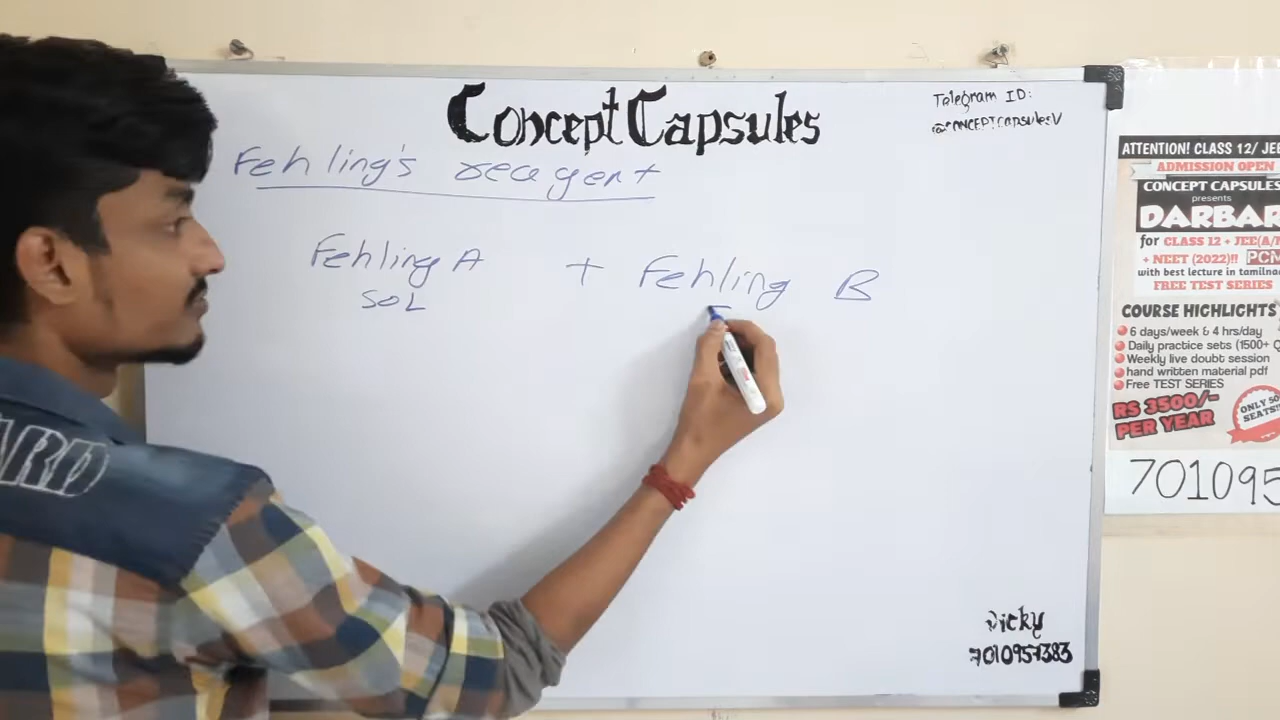 Concept Capsules
Telegram ID:
@CONCEPTCAPSULESV
Fehling's reagent
Fehling A + Fehling B
SOL
Vicky
7010957383
ATTENTION! CLASS 12/ JEE
ADMISSION OPEN
CONCEPT CAPSULES
presents
DARBAR
for CLASS 12 + JEE(A/
+ NEET (2022)!! PCM
with best lecture in tamilna
FREE TEST SERIES
COURSE HIGHLIGHTS
6 days/week & 4 hrs/day
Daily practice sets (1500+ Q
Weekly live doubt session
hand written material pdf
Free TEST SERIES
RS 3500/-
PER YEAR
ONLY 50
SEATS!!
701095
ARD